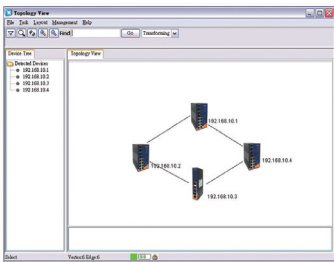 Topology View
File Task Layout Management Help
Find Go Transforming
Device Tree
Topology View
Detected Devices
192.168.10.1
192.168.10.2
192.168.10.3
192.168.10.4
192.168.10.1
192.168.10.2
192.168.10.4
192.168.10.3
Select